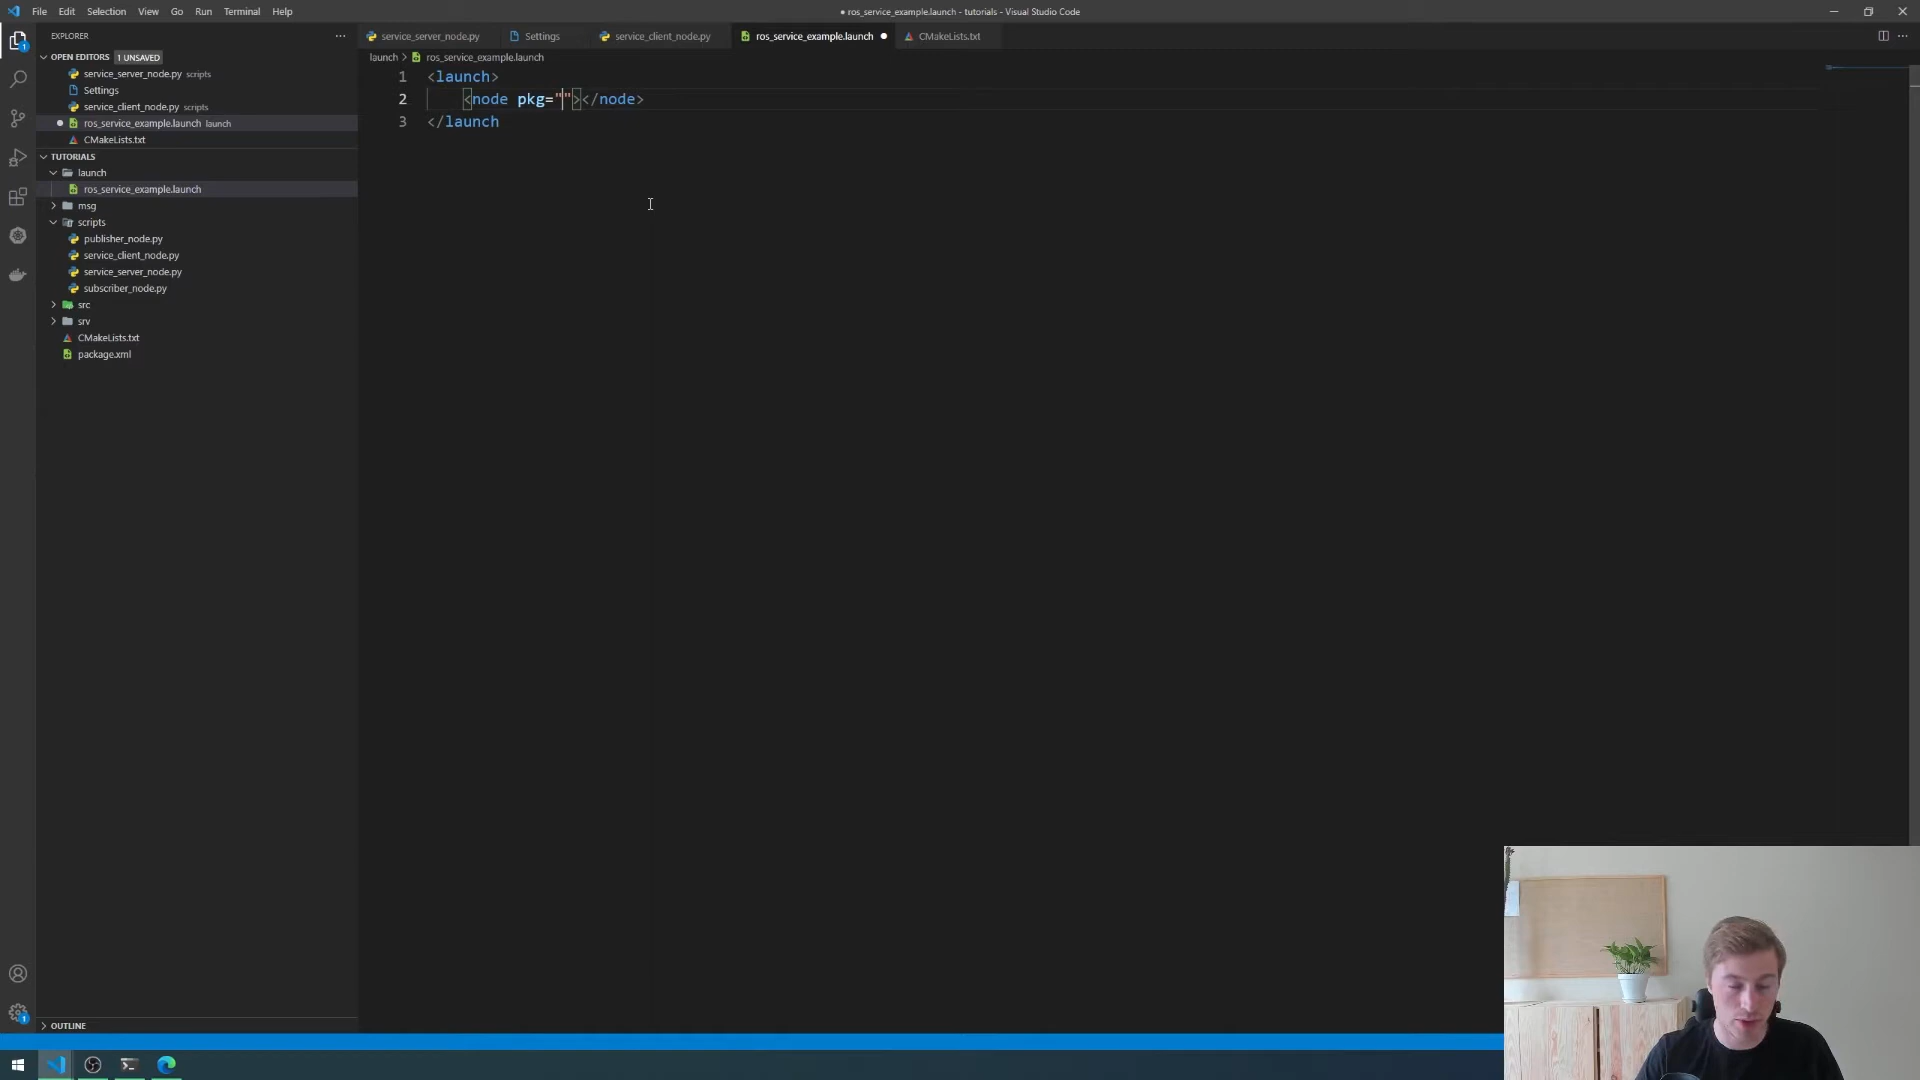 File Edit Selection View Go Run Terminal Help
● ros_service_example.launch - tutorials - Visual Studio Code
EXPLORER
OPEN EDITORS 1 UNSAVED
service_server_node.py scripts
Settings
service_client_node.py scripts
ros_service_example.launch launch
CMakeLists.txt
TUTORIALS
launch
ros_service_example.launch
msg
scripts
publisher_node.py
service_client_node.py
service_server_node.py
subscriber_node.py
src
srv
CMakeLists.txt
package.xml
OUTLINE
service_server_node.py Settings service_client_node.py ros_service_example.launch CMakeLists.txt
launch > ros_service_example.launch
1 <launch>
2 <node pkg=""></node>
3 </launch
1
1